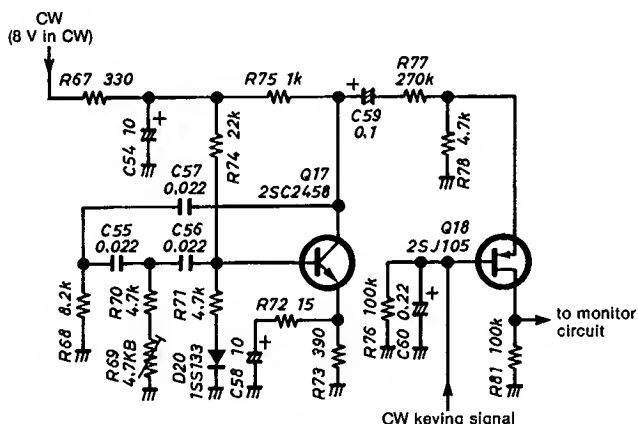 CW
(8 V in CW)
R67 330
R75 1k
R77
270k
C59
0.1
C54 10
R74 22k
R78 4.7k
C57
0.022
Q17
2SC2458
C55
0.022
C56
0.022
Q18
2SJ105
R68 8.2k
R70
4.7k
R71
4.7k
R72 15
R76 100k
C60 0.22
to monitor
circuit
R69
4.7KB
D20
1SS133
C58 10
R73 390
R81 100k
CW keying signal